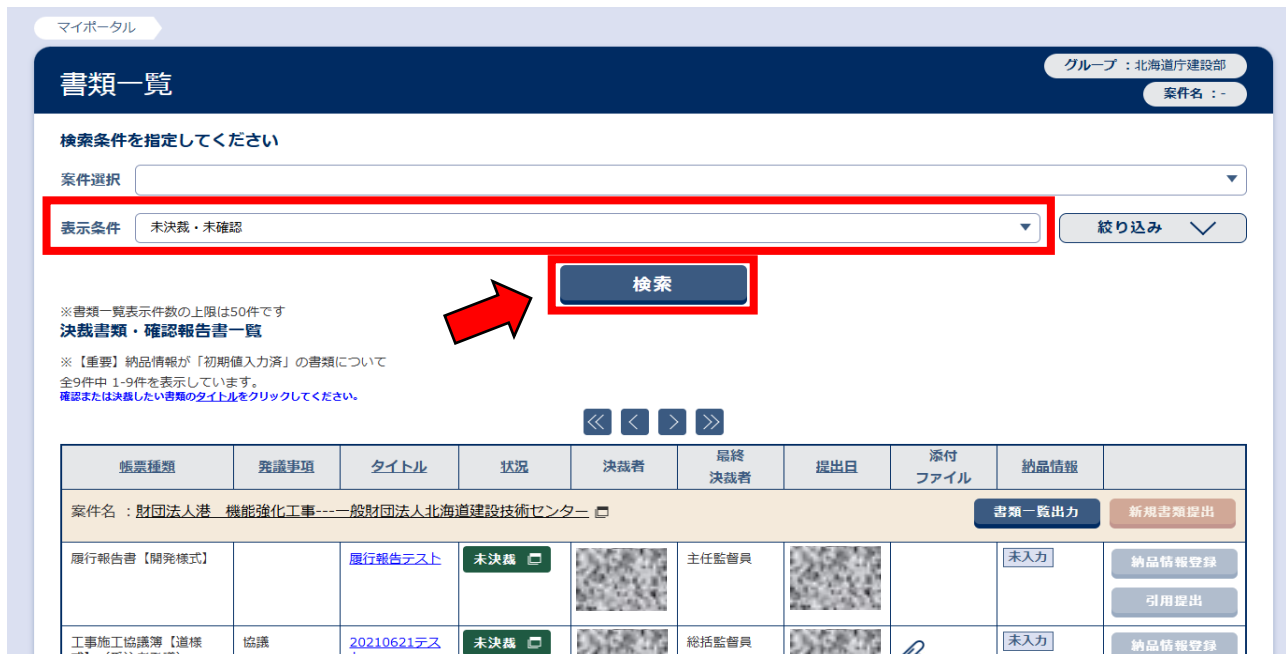 マイポータル
書類一覧
グループ ：北海道庁建設部
案件名 ：-
検索条件を指定してください
案件選択
表示条件 未決裁・未確認 絞り込み
検索
※書類一覧表示件数の上限は50件です
決裁書類・確認報告書一覧
※【重要】納品情報が「初期値入力済」の書類について
全9件中 1-9件を表示しています。
確認または決裁したい書類のタイトルをクリックしてください。
帳票種類 発議事項 タイトル 状況 決裁者 最終決裁者 提出日 添付ファイル 納品情報
案件名 ：財団法人港　機能強化工事---一般財団法人北海道建設技術センター 書類一覧出力 新規書類提出
履行報告書【開発様式】 履行報告テスト 未決裁 主任監督員 未入力 納品情報登録
引用提出
工事施工協議簿【道様 協議 20210621テス 未決裁 総括監督員 未入力 納品情報登録